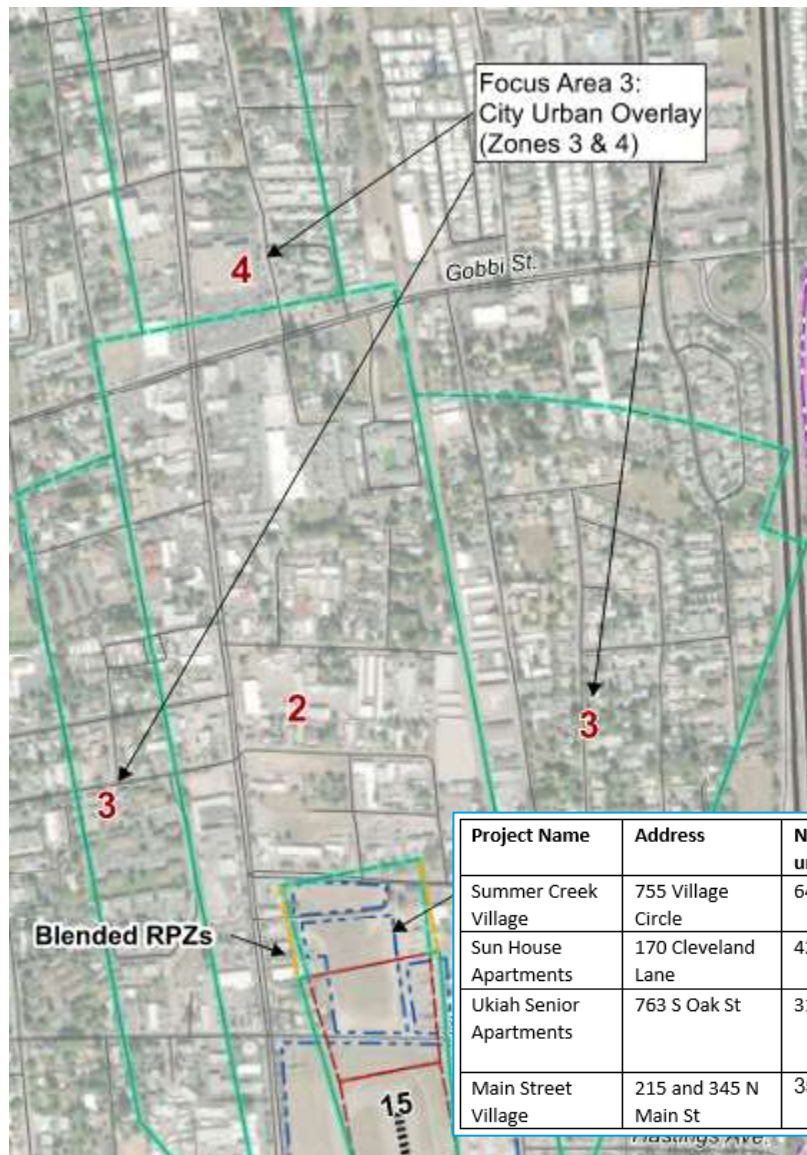 Focus Area 3:
City Urban Overlay
(Zones 3 & 4)
4
Gobbi St.
2
3
3
Blended RPZs
15
Project Name
Address
Summer Creek
Village
755 Village
Circle
64
Sun House
Apartments
170 Cleveland
Lane
Ukiah Senior
Apartments
763 S Oak St
Main Street
Village
215 and 345 N
Main St
Hastings Ave.